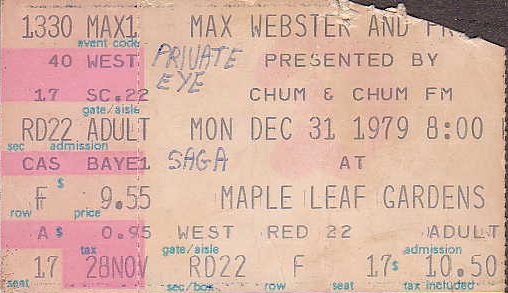 1330 MAX1 MAX WEBSTER AND
event code
40 WEST PRIVATE EYE PRESENTED BY
17 SC.22 CHUM & CHUM FM
gate/aisle
RD22 ADULT MON DEC 31 1979 8:00
sec admission
CAS BAYE1 SAGA AT
F $ 9.55 MAPLE LEAF GARDENS
row price
A $ 0.95 WEST RED 22 ADULT
tax gate/aisle admission
17 28NOV RD22 F 17 $ 10.50
seat sec/box row seat tax included